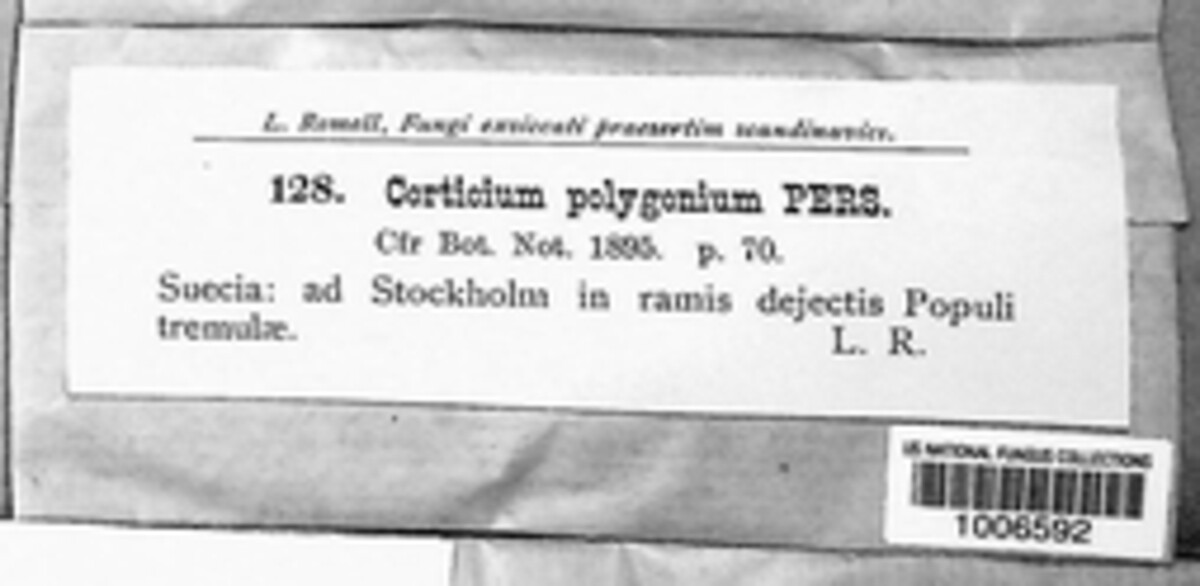 L. Romell, Fungi exsiccati praesertim scandinavici.
128. Corticium polygonium PERS.
Cfr Bot. Not. 1895. p. 70.
Suecia: ad Stockholm in ramis dejectis Populi
tremulæ.
L. R.
US NATIONAL FUNGUS COLLECTIONS
1006592